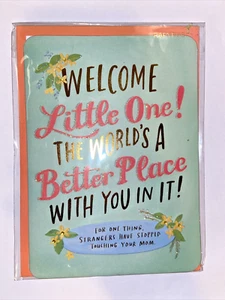 WELCOME
Little One!
THE WORLD'S A
Better Place
WITH YOU IN IT!
FOR ONE THING,
STRANGERS HAVE STOPPED
TOUCHING YOUR MOM.